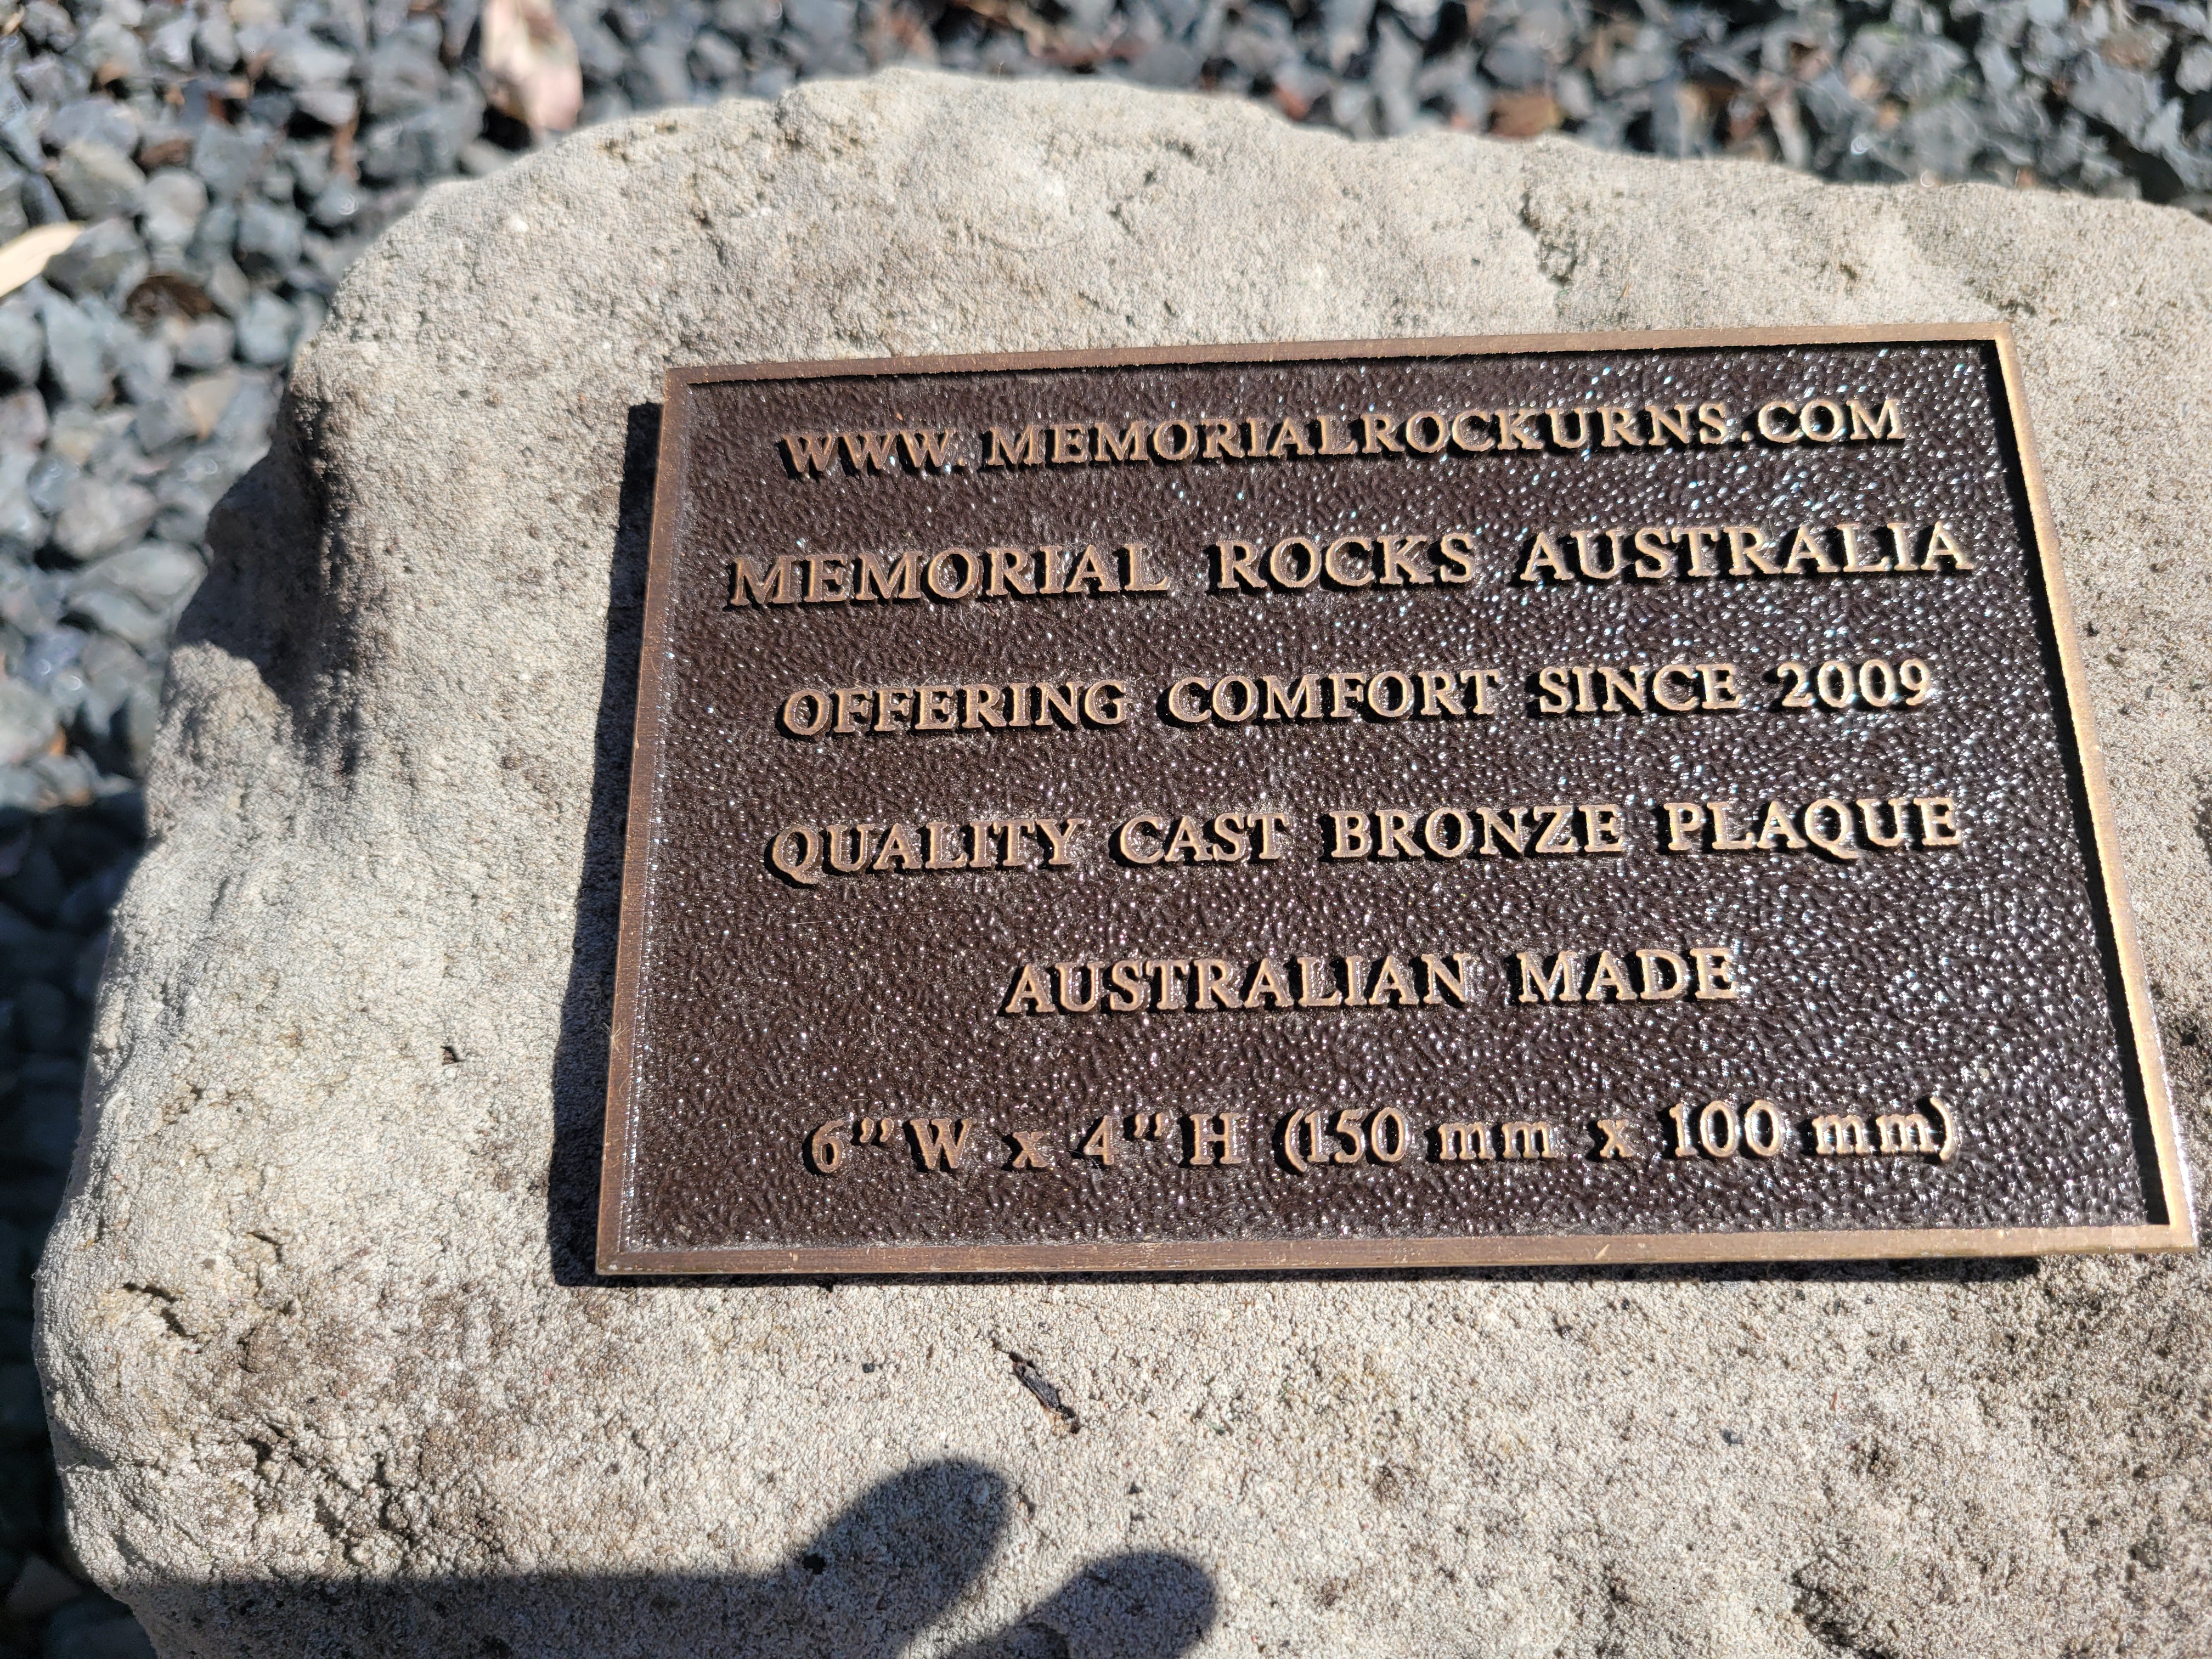 WWW.MEMORIALROCKURNS.COM
MEMORIAL ROCKS AUSTRALIA
OFFERING COMFORT SINCE 2009
QUALITY CAST BRONZE PLAQUE
AUSTRALIAN MADE
6" W x 4" H (150 mm x 100 mm)